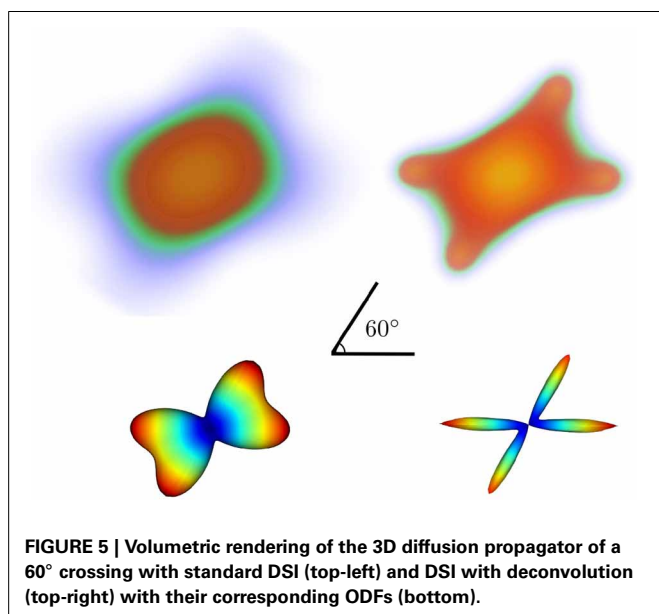 60°
FIGURE 5 | Volumetric rendering of the 3D diffusion propagator of a
60° crossing with standard DSI (top-left) and DSI with deconvolution
(top-right) with their corresponding ODFs (bottom).